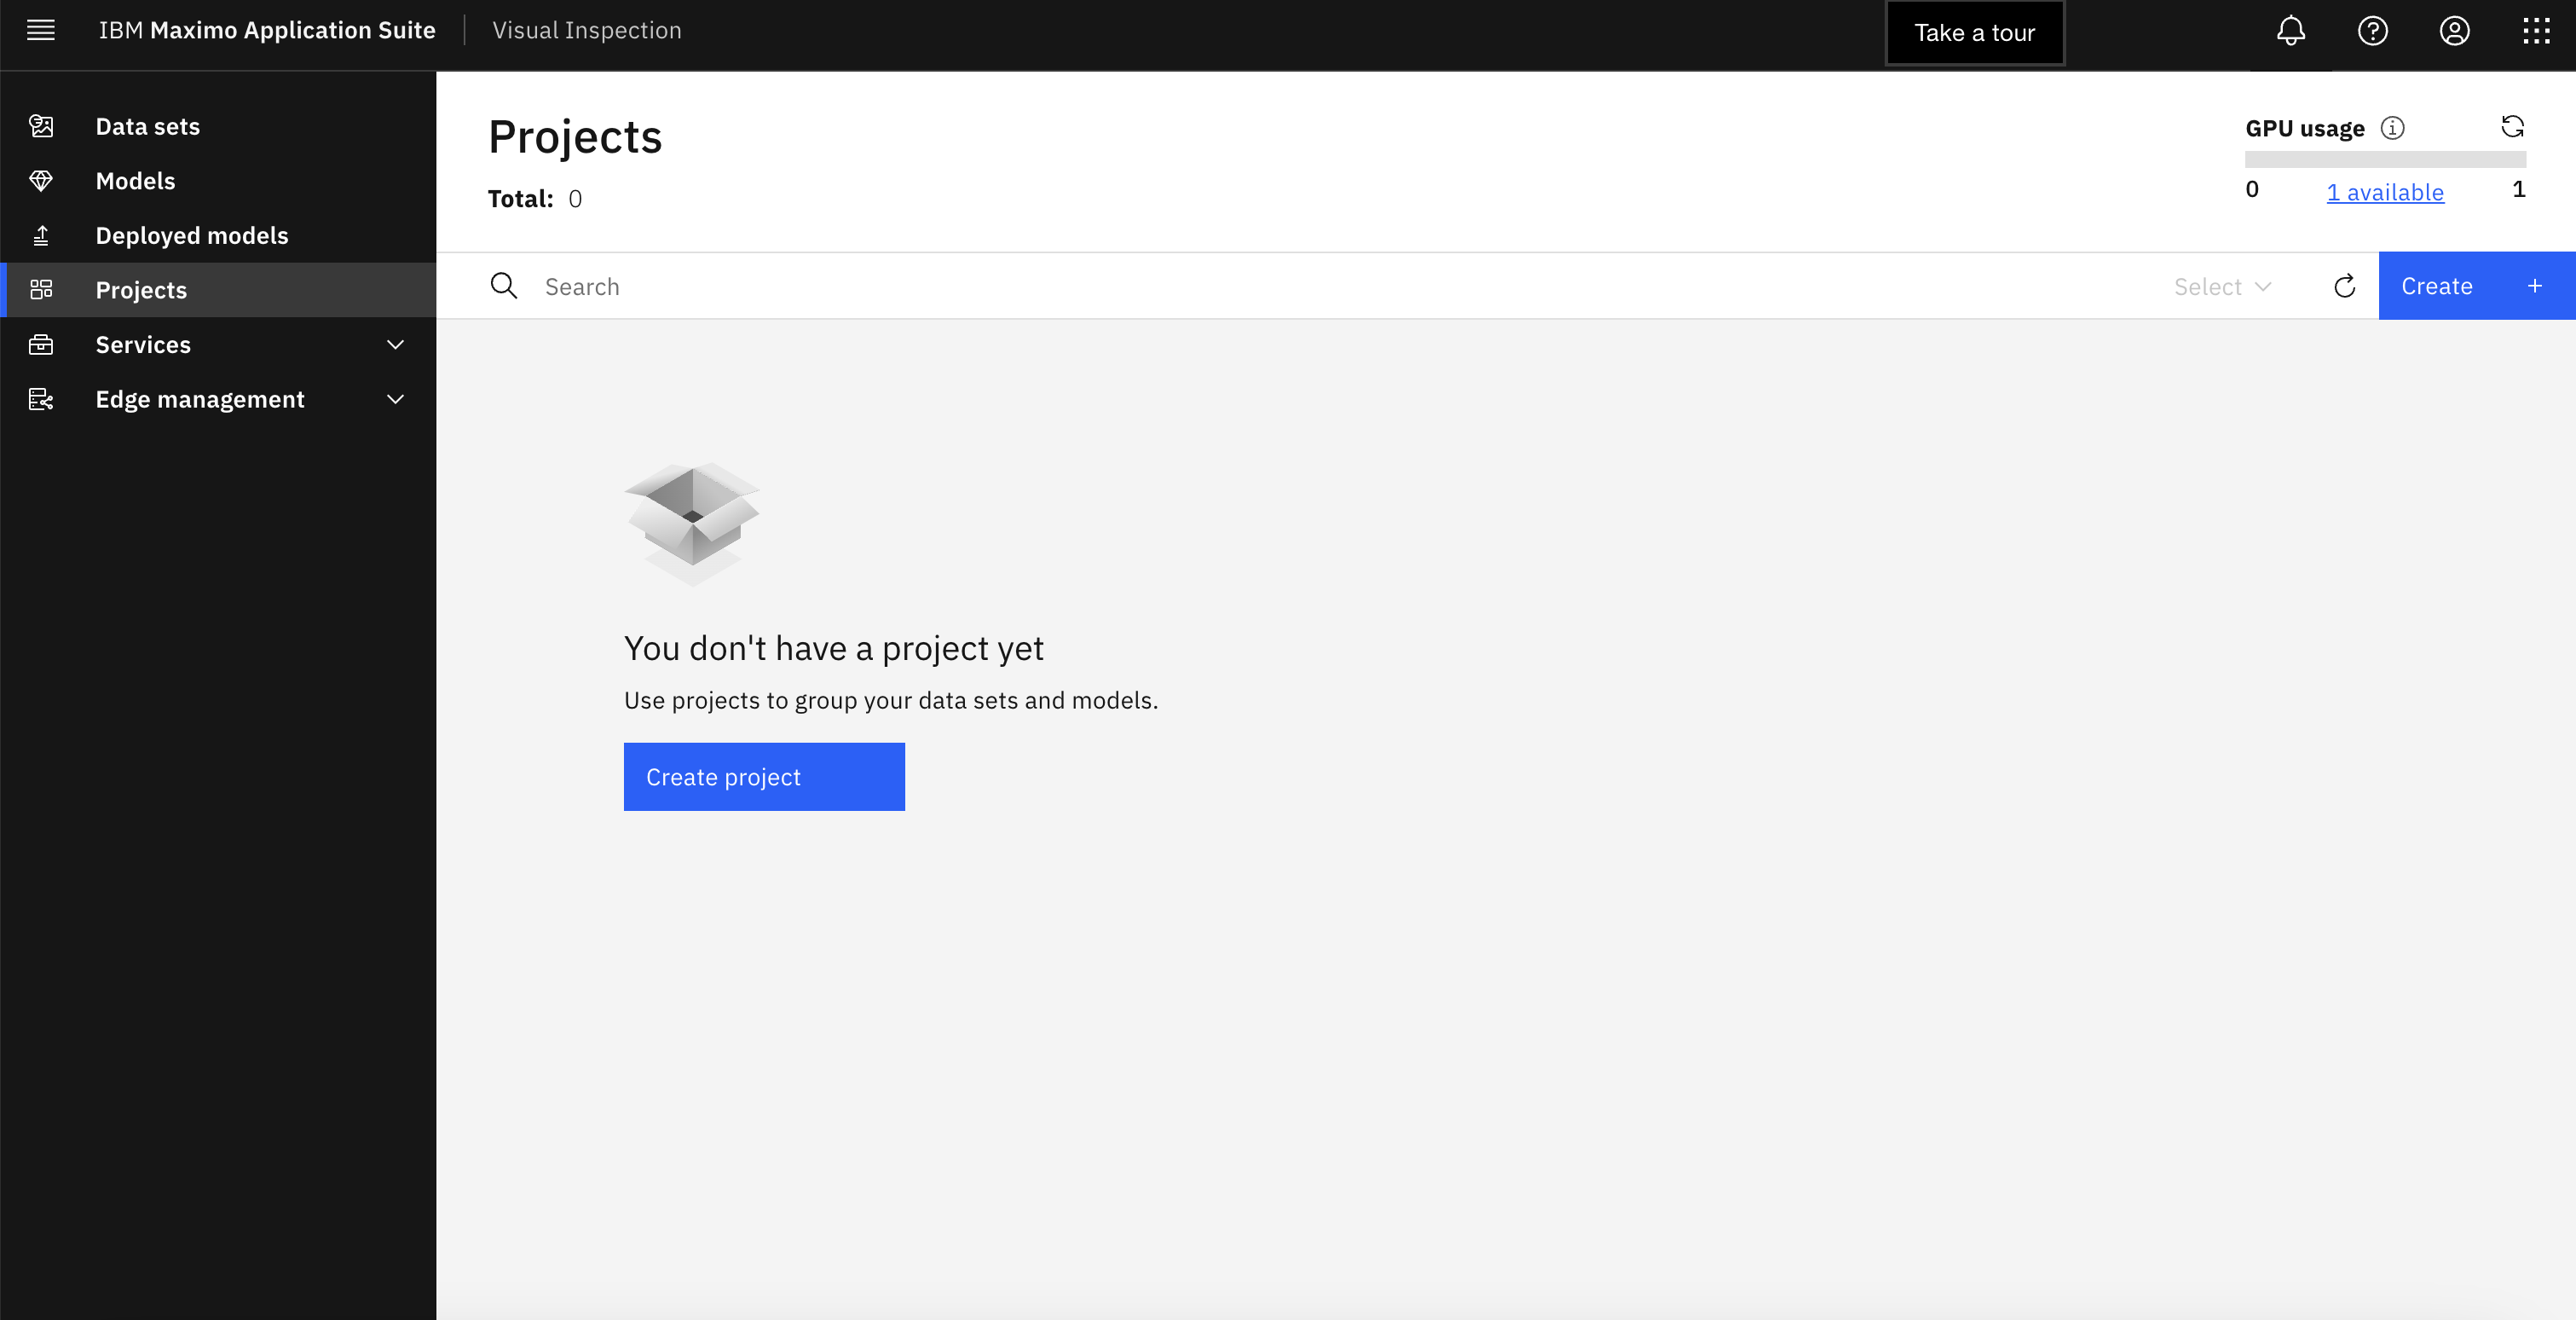 IBM Maximo Application Suite
Visual Inspection
Take a tour
Data sets
Models
Deployed models
Projects
Services
Edge management
Projects
Total: 0
GPU usage
0
1 available
1
Search
Select
Create
You don't have a project yet
Use projects to group your data sets and models.
Create project